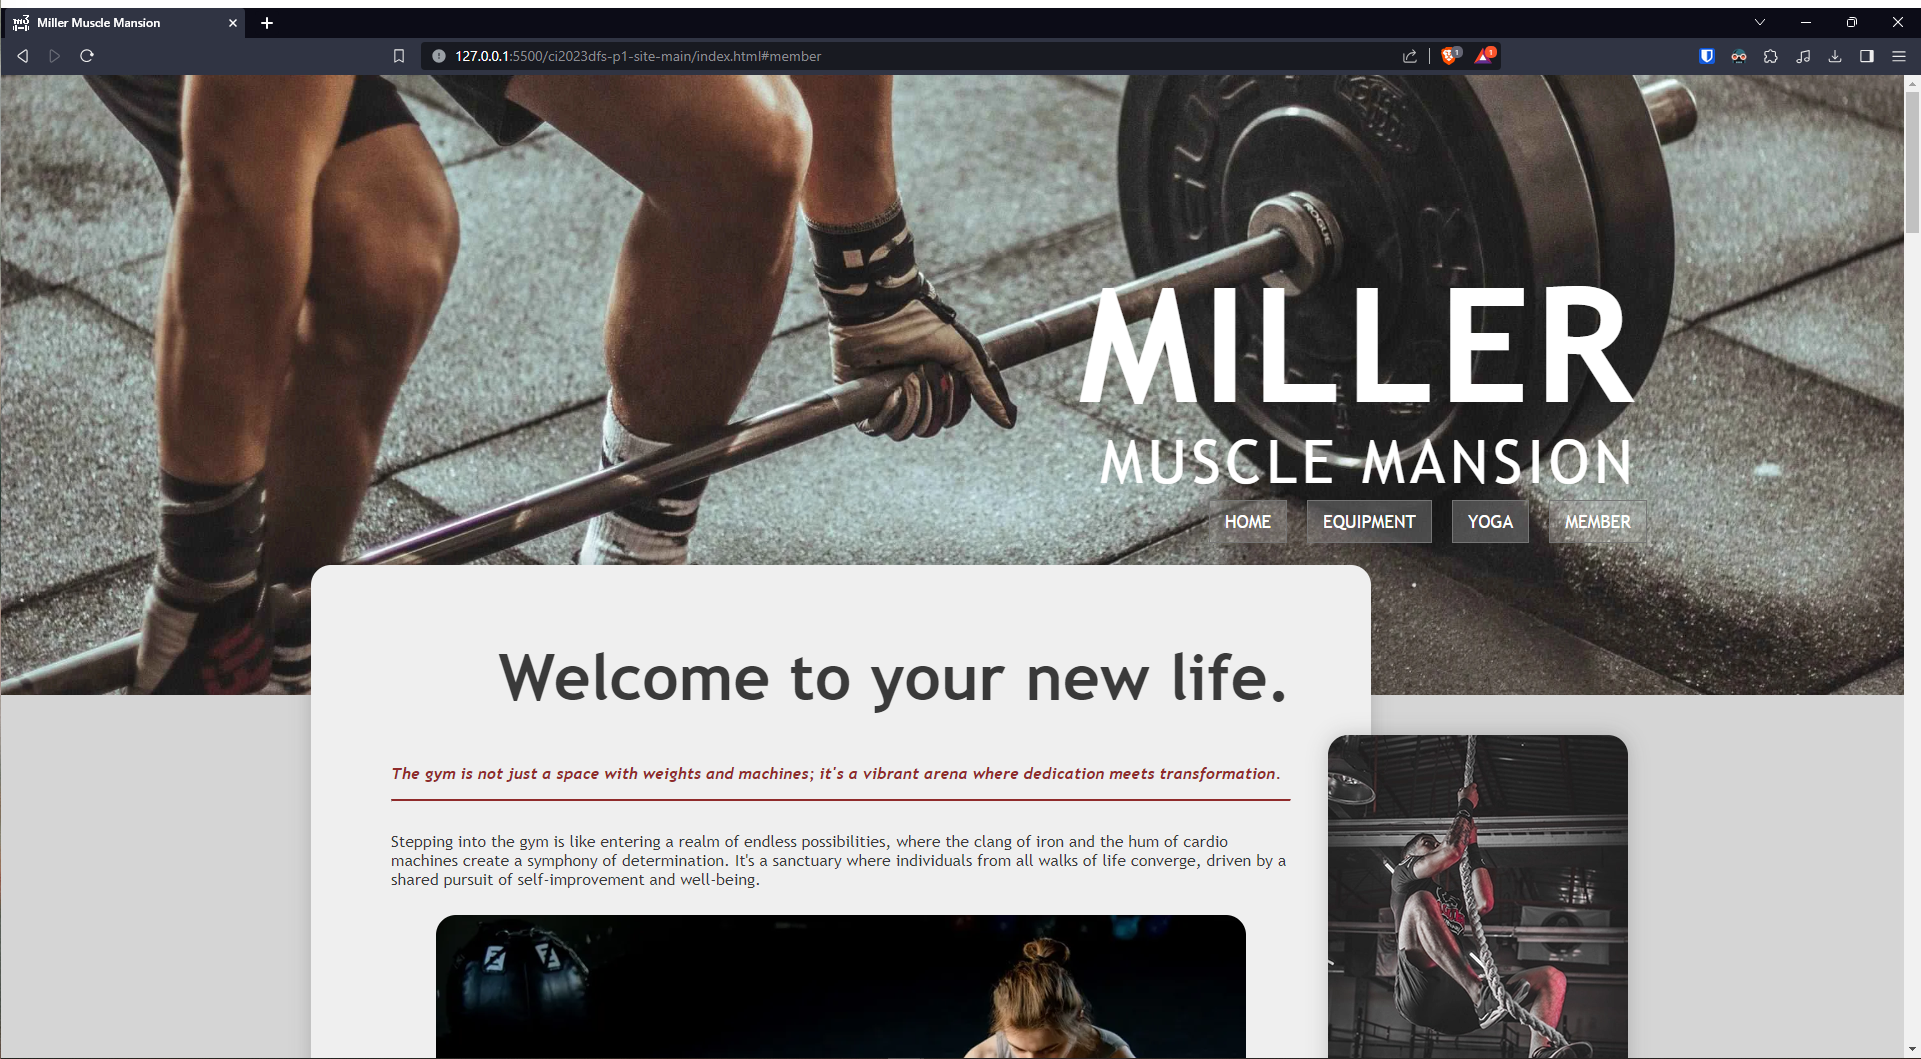 Miller Muscle Mansion
127.0.0.1:5500/ci2023dfs-p1-site-main/index.html#member
1
1
ROGUE
MILLER
MUSCLE MANSION
HOME
EQUIPMENT
YOGA
MEMBER
Welcome to your new life.
The gym is not just a space with weights and machines; it's a vibrant arena where dedication meets transformation.
Stepping into the gym is like entering a realm of endless possibilities, where the clang of iron and the hum of cardio
machines create a symphony of determination. It's a sanctuary where individuals from all walks of life converge, driven by a
shared pursuit of self-improvement and well-being.